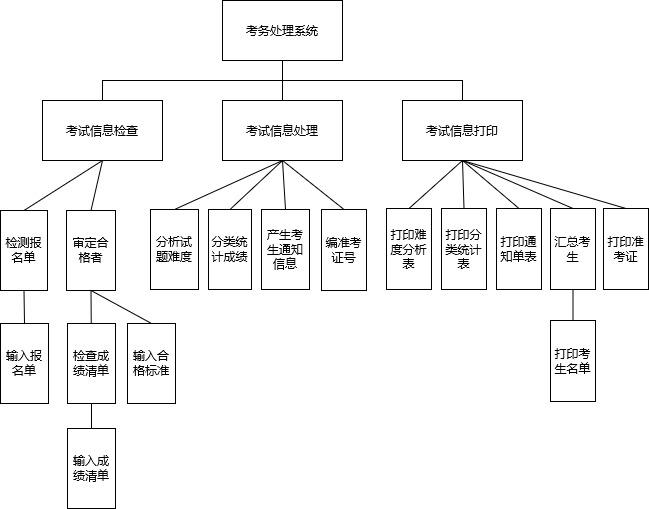 考务处理系统
考试信息检查
考试信息处理
考试信息打印
检测报
名单
审定合
格者
分析试
题难度
分类统
计成绩
产生考
生通知
信息
编准考
证号
打印难
度分析
表
打印分
类统计
表
打印通
知单表
汇总考
生
打印准
考证
输入报
名单
检查成
绩清单
输入合
格标准
打印考
生名单
输入成
绩清单